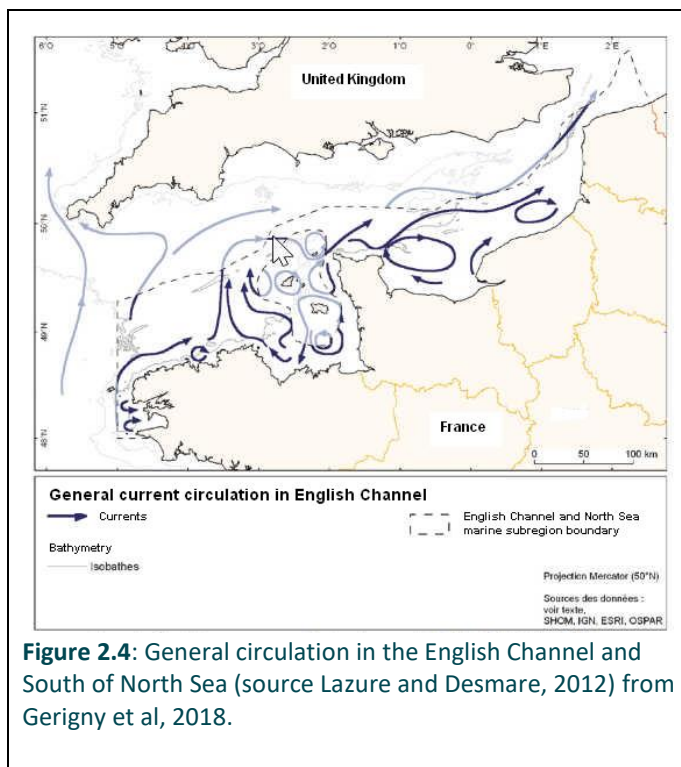 6°O 5°O 4°O 3°O 2°O 1°O 0° 1°E 2°E
United Kingdom
51°N
50°N
49°N
48°N
France
0 50 100 km
General current circulation in English Channel
Currents
English Channel and North Sea
marine subregion boundary
Bathymetry
Isobathes
Projection Mercator (50°N)
Sources des données :
voir texte,
SHOM, IGN, ESRI, OSPAR
Figure 2.4: General circulation in the English Channel and
South of North Sea (source Lazure and Desmare, 2012) from
Gerigny et al, 2018.